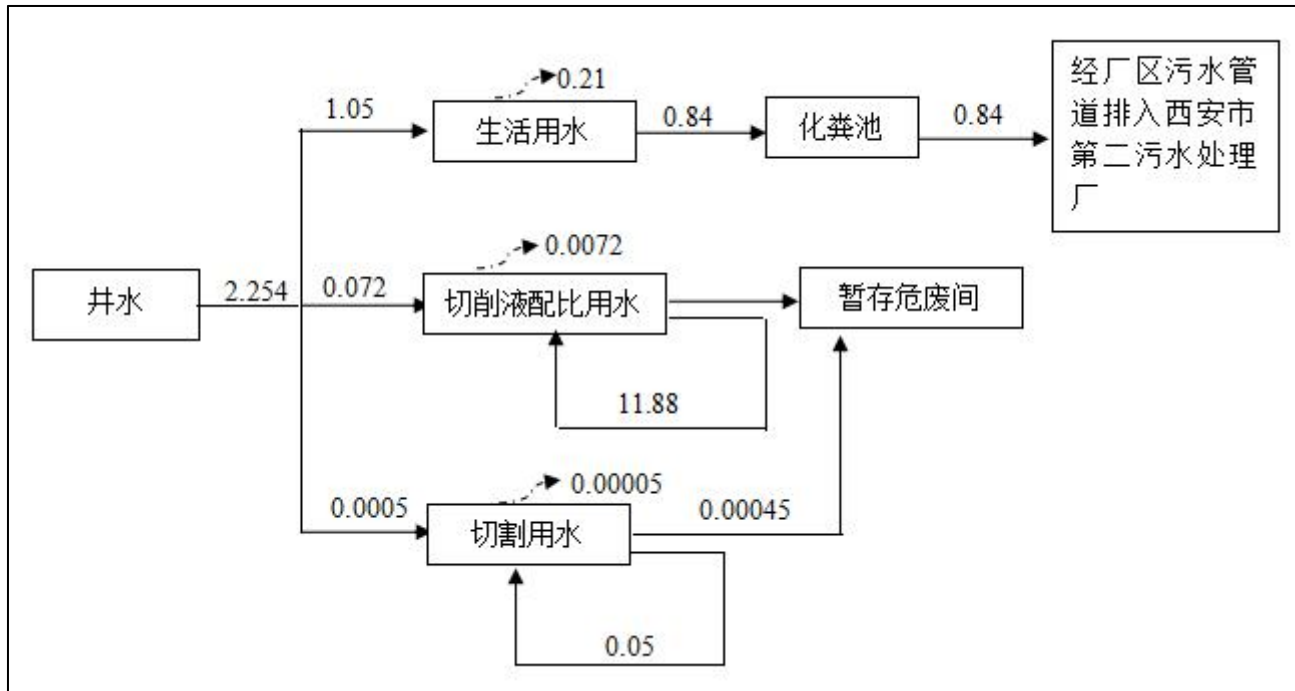 0.21
1.05
生活用水
0.84
化粪池
0.84
经厂区污水管
道排入西安市
第二污水处理
厂
0.0072
井水
2.254
0.072
切削液配比用水
暂存危废间
11.88
0.00005
0.0005
切割用水
0.00045
0.05